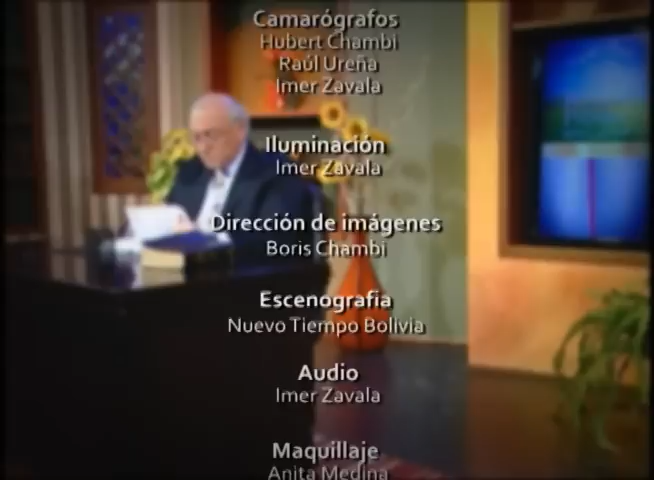 Camarógrafos
Hubert Chambi
Raúl Ureña
Imer Zavala
Iluminación
Imer Zavala
Dirección de imágenes
Boris Chambi
Escenografia
Nuevo Tiempo Bolivia
Audio
Imer Zavala
Maquillaje
Anita Medina